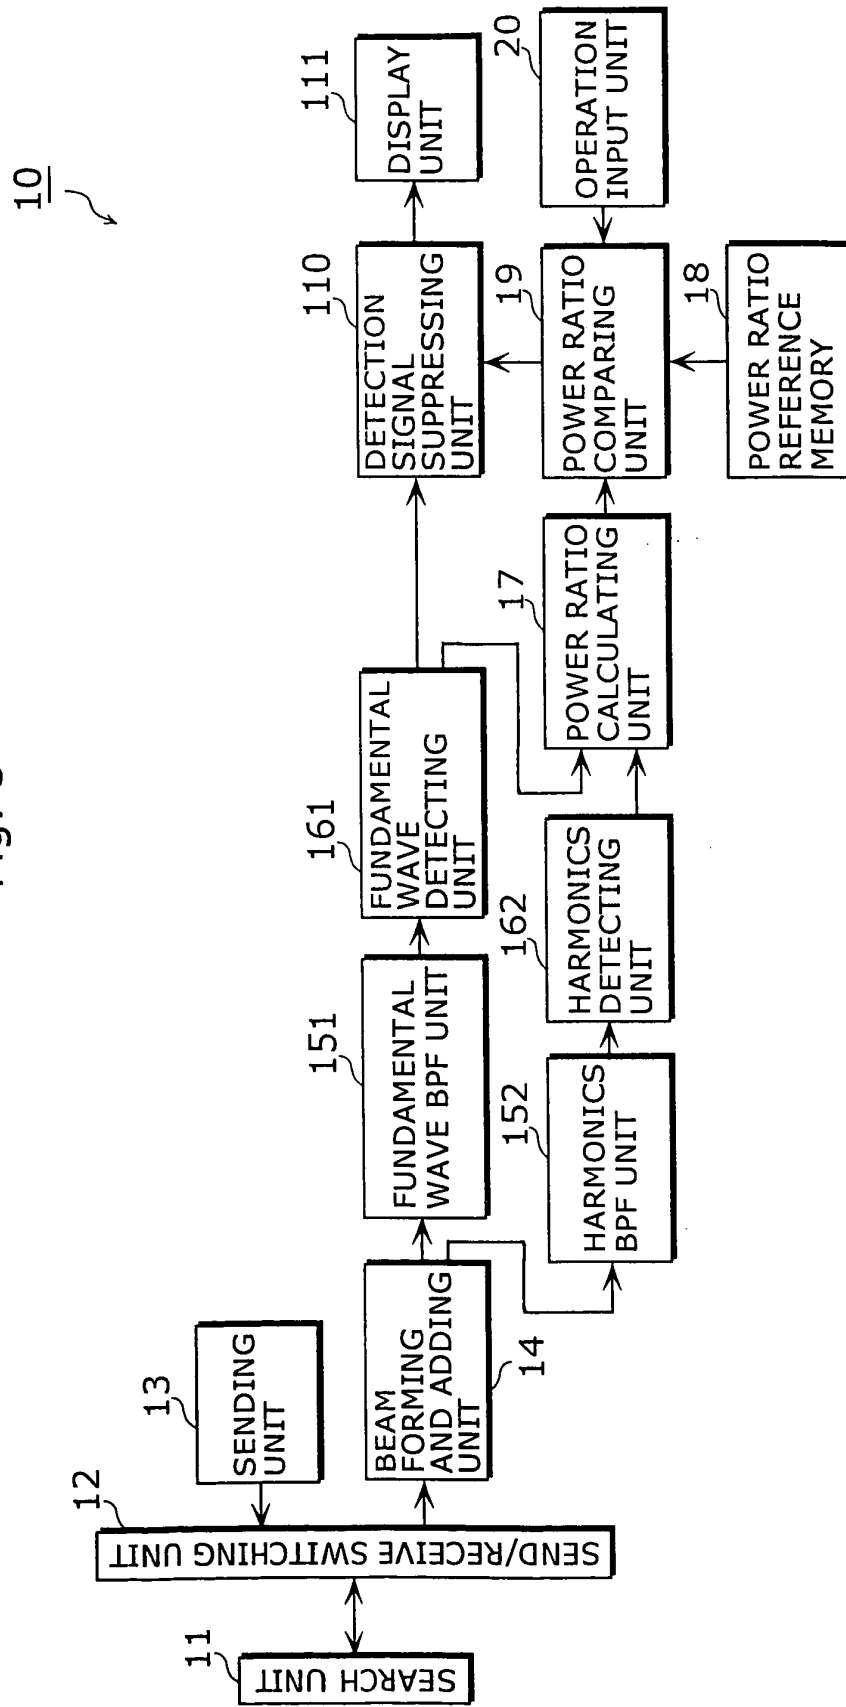 10
11
SEARCH UNIT
12
SEND/RECEIVE SWITCHING UNIT
13
SENDING
UNIT
14
BEAM
FORMING
AND ADDING
UNIT
151
FUNDAMENTAL
WAVE BPF UNIT
152
HARMONICS
BPF UNIT
161
FUNDAMENTAL
WAVE
DETECTING
UNIT
162
HARMONICS
DETECTING
UNIT
17
POWER RATIO
CALCULATING
UNIT
110
DETECTION
SIGNAL
SUPPRESSING
UNIT
19
POWER RATIO
COMPARING
UNIT
18
POWER RATIO
REFERENCE
MEMORY
111
DISPLAY
UNIT
20
OPERATION
INPUT UNIT